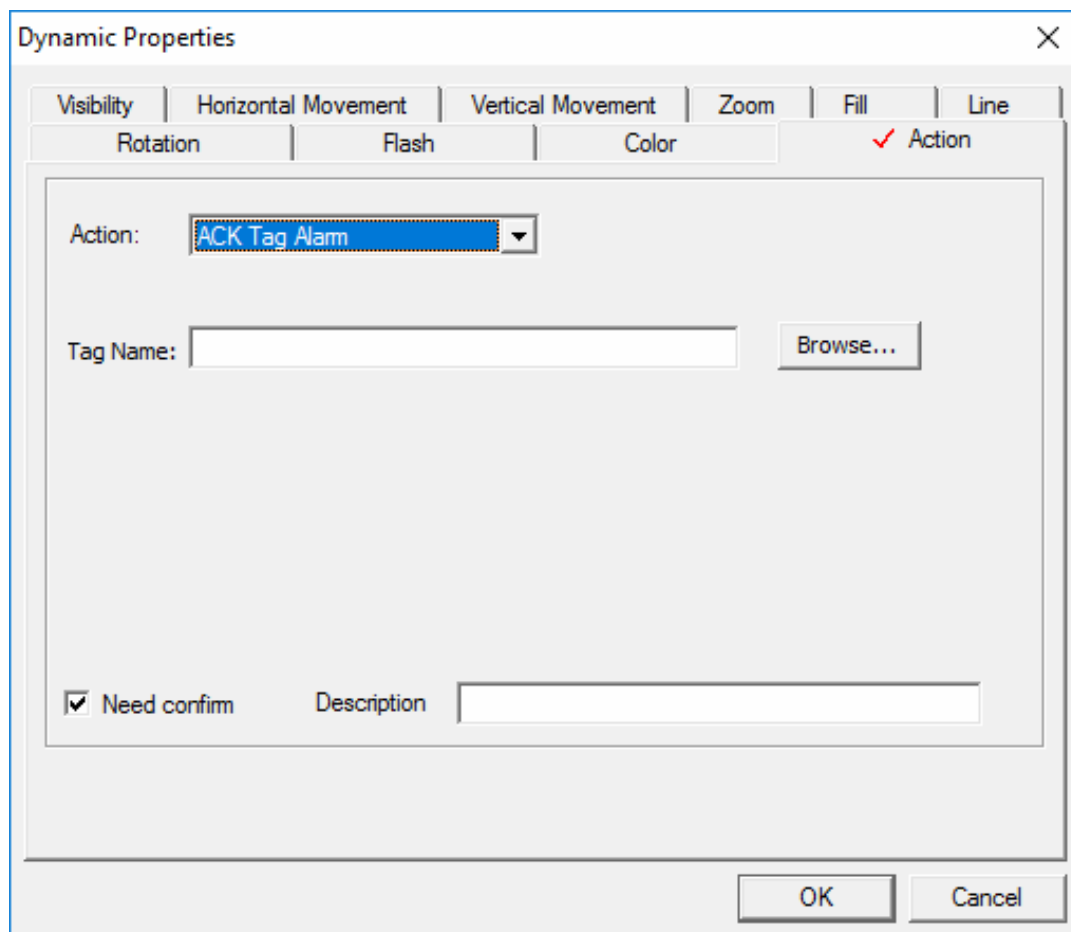 Dynamic Properties
Visibility Horizontal Movement Vertical Movement Zoom Fill Line
Rotation Flash Color Action
Action: ACK Tag Alarm
Tag Name: Browse...
Need confirm Description
OK Cancel